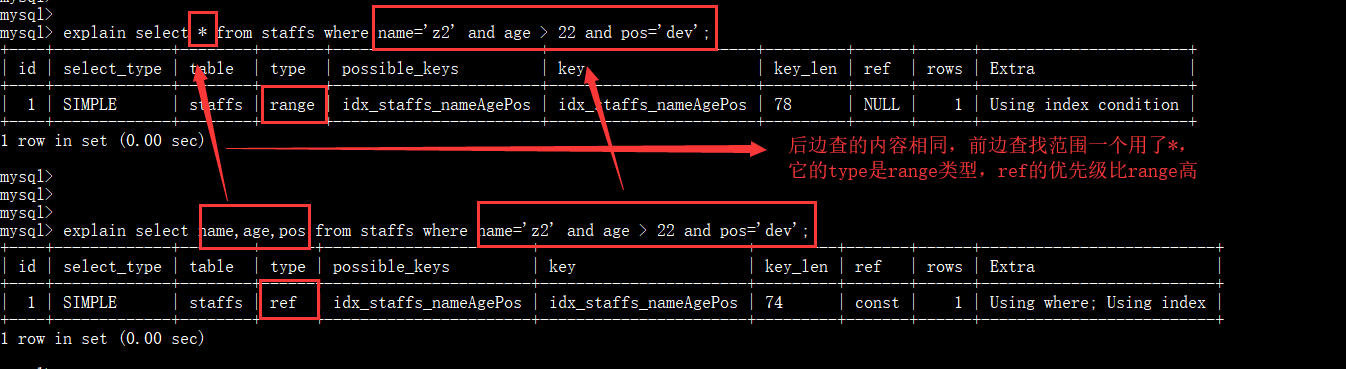 mysql>
mysql>
mysql> explain select * from staffs where name='z2' and age > 22 and pos='dev';
| id | select_type | table | type | possible_keys | key | key_len | ref | rows | Extra |
| 1 | SIMPLE | staffs | range | idx_staffs_nameAgePos | idx_staffs_nameAgePos | 78 | NULL | 1 | Using index condition |
1 row in set (0.00 sec)
后边查的内容相同，前边查找范围一个用了*，
它的type是range类型，ref的优先级比range高
mysql>
mysql>
mysql>
mysql> explain select name,age,pos from staffs where name='z2' and age > 22 and pos='dev';
| id | select_type | table | type | possible_keys | key | key_len | ref | rows | Extra |
| 1 | SIMPLE | staffs | ref | idx_staffs_nameAgePos | idx_staffs_nameAgePos | 74 | const | 1 | Using where; Using index |
1 row in set (0.00 sec)
mysql>